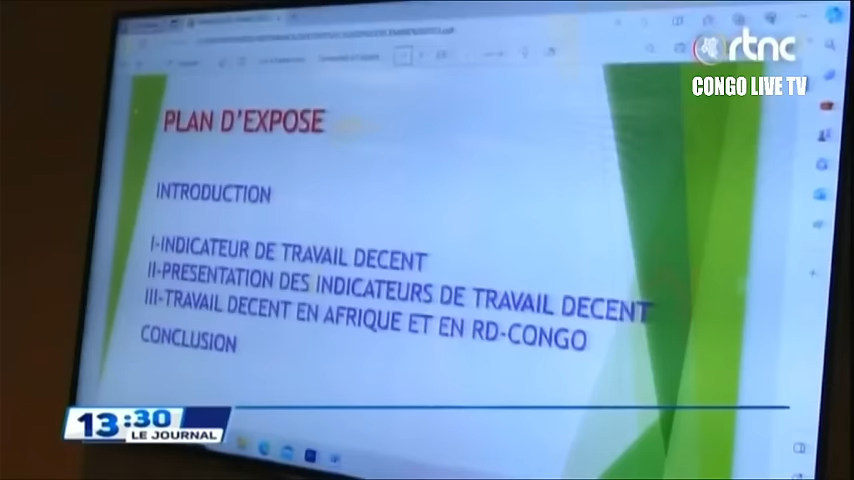 rtnc
CONGO LIVE TV
PLAN D'EXPOSE
INTRODUCTION
I-INDICATEUR DE TRAVAIL DECENT
II-PRESENTATION DES INDICATEURS DE TRAVAIL DECENT
III-TRAVAIL DECENT EN AFRIQUE ET EN RD-CONGO
CONCLUSION
13:30
LE JOURNAL